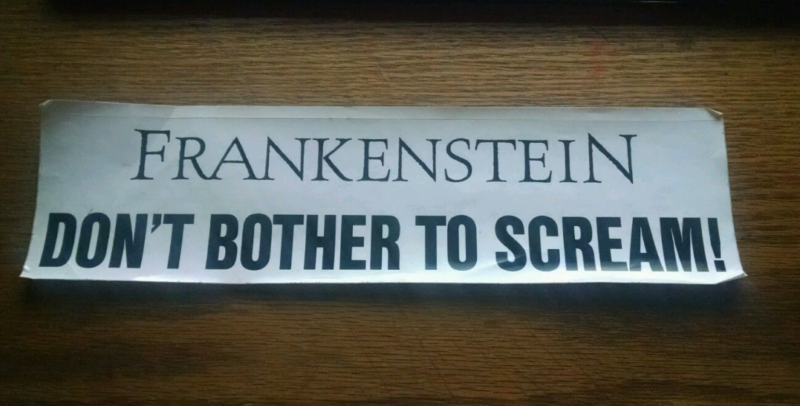 FRANKENSTEIN
DON'T BOTHER TO SCREAM!